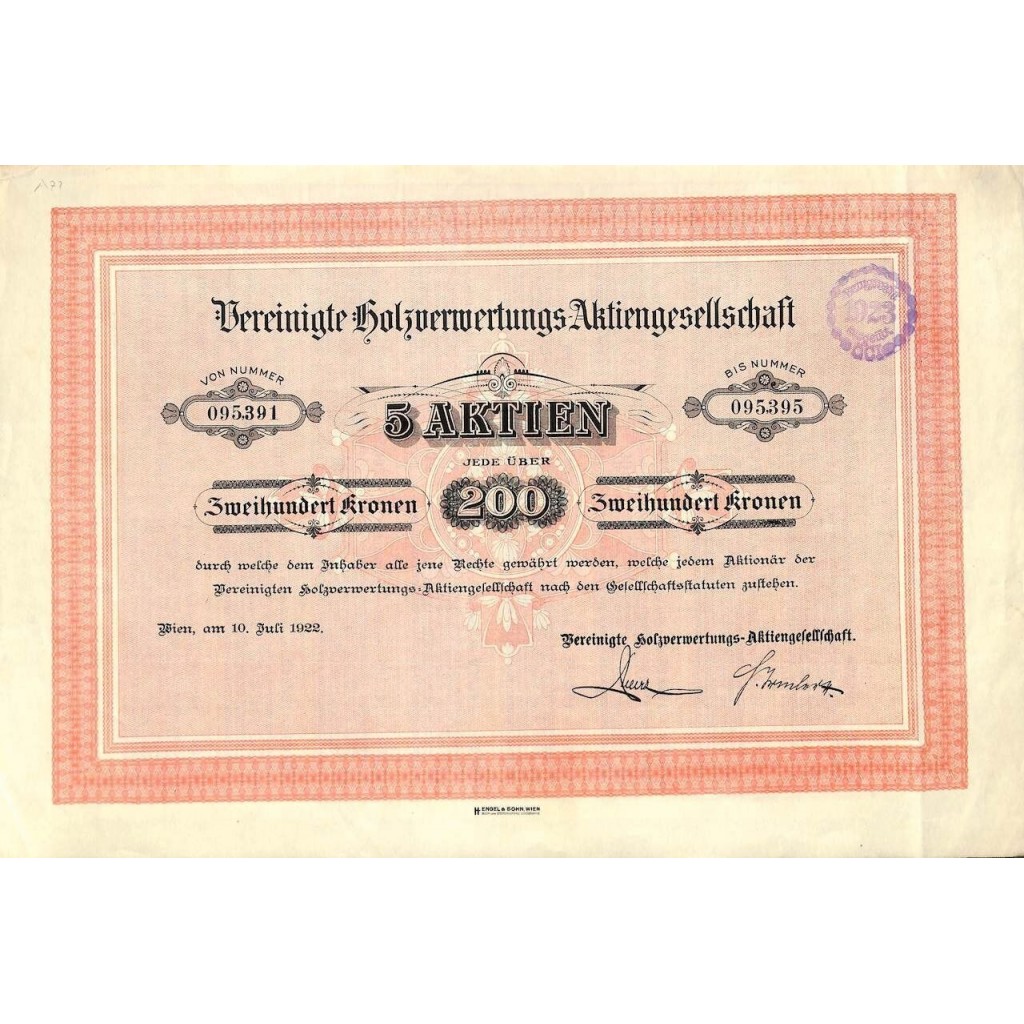 Vereinigte Holzverwertungs-Aktiengesellschaft
1923
VON NUMMER
095391
BIS NUMMER
095395
5 AKTIEN
JEDE ÜBER
Zweihundert Kronen 200 Zweihundert Kronen
durch welche dem Inhaber alle jene Rechte gewährt werden, welche jedem Aktionär der
Vereinigten Holzverwertungs-Aktiengesellschaft nach den Gesellschaftsstatuten zustehen.
Wien, am 10. Juli 1922.
Vereinigte Holzverwertungs-Aktiengesellschaft.
ENGEL & SOHN, WIEN